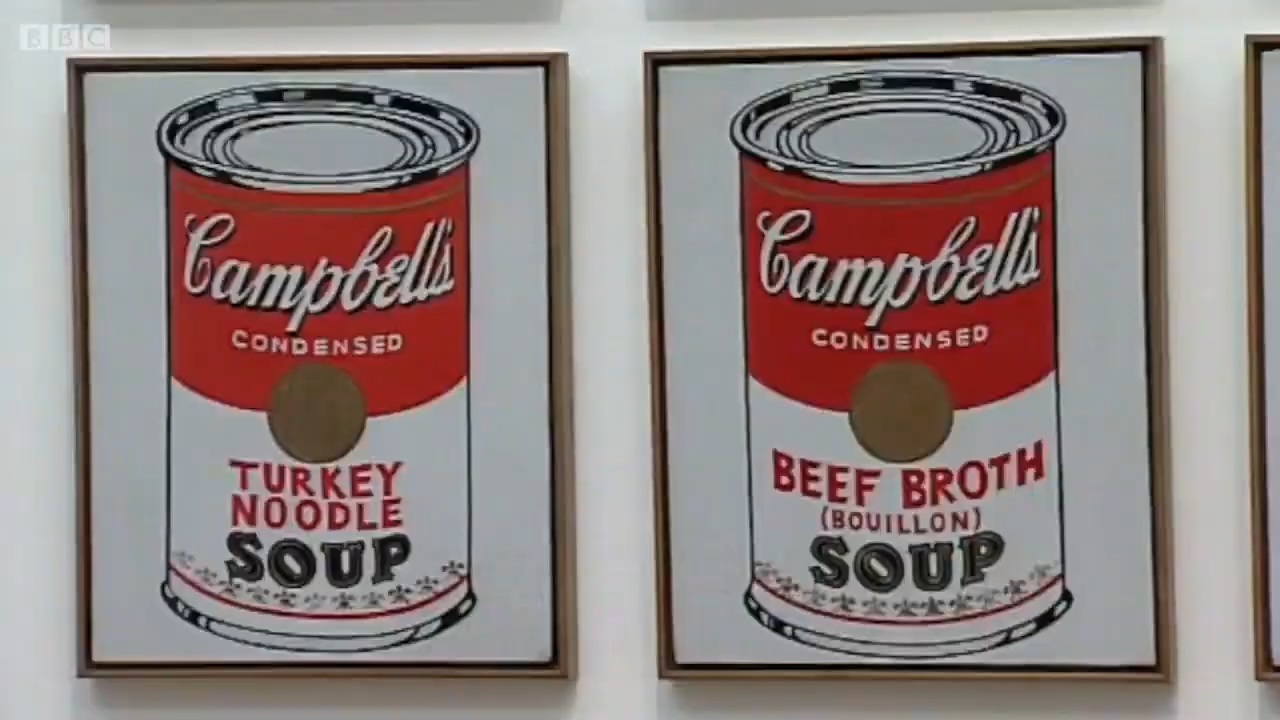 BBC
Campbell's
CONDENSED
TURKEY
NOODLE
SOUP
Campbell's
CONDENSED
BEEF BROTH
(BOUILLON)
SOUP